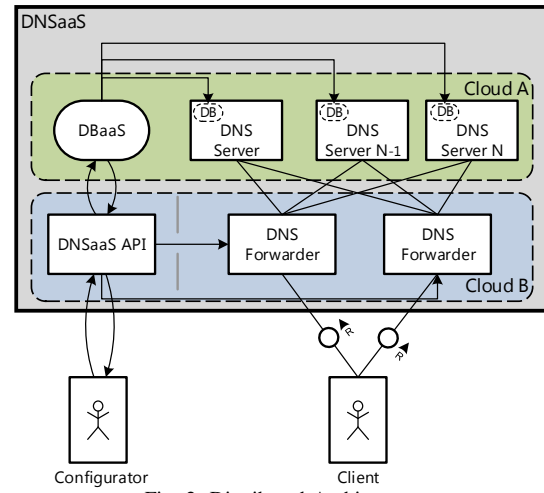 DNSaaS
Cloud A
DBaaS
DB
DNS
Server
DB
DNS
Server N-1
DB
DNS
Server N
DNSaaS API
DNS
Forwarder
DNS
Forwarder
Cloud B
R
R
Configurator
Client